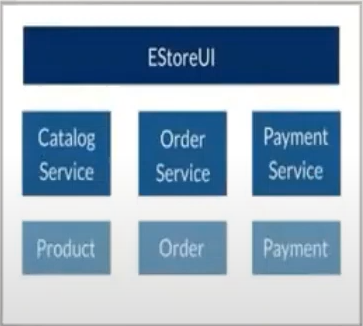 EStoreUI
Catalog
Service
Order
Service
Payment
Service
Product
Order
Payment